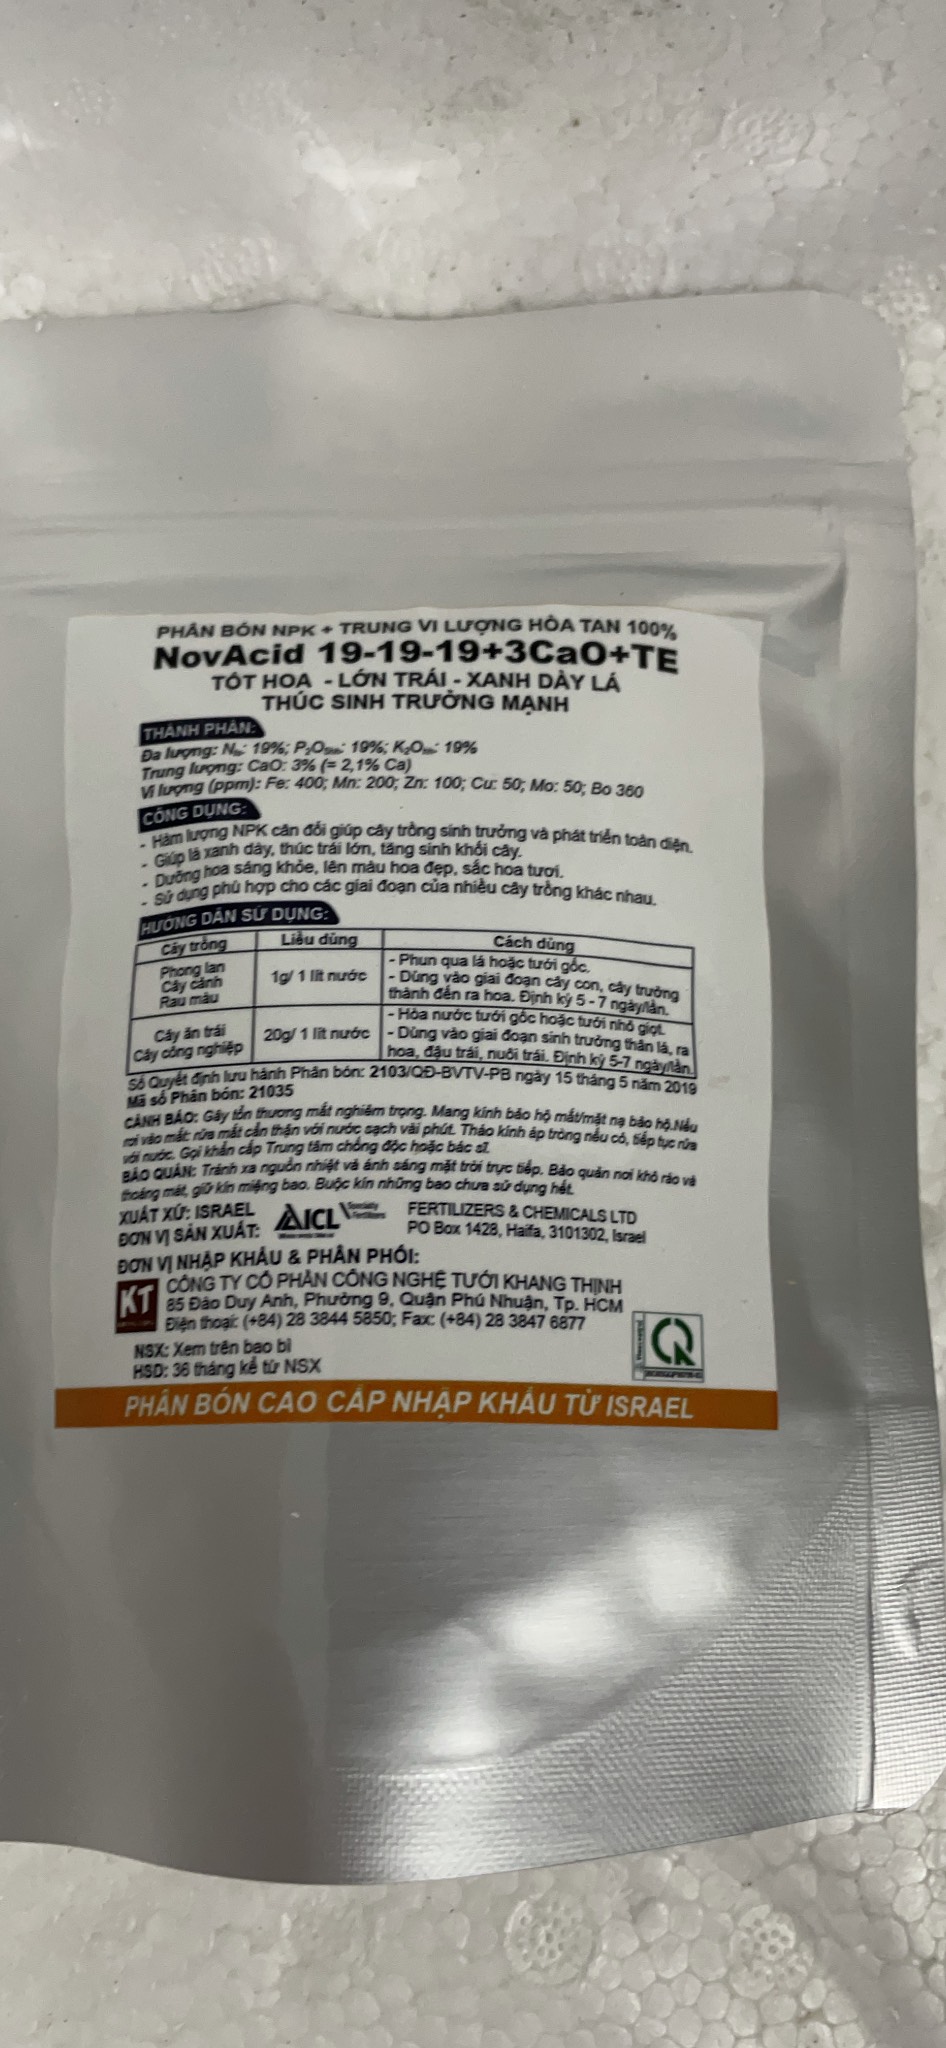 PHÂN BÓN NPK + TRUNG VI LƯỢNG HÒA TAN 100%
NovAcid 19-19-19+3CaO+TE
TỐT HOA - LỚN TRÁI - XANH DÀY LÁ
THÚC SINH TRƯỞNG MẠNH
THÀNH PHẦN:
Đa lượng: N: 19%; P₂O₅: 19%; K₂O: 19%
Trung lượng: CaO: 3% (= 2,1% Ca)
Vi lượng (ppm): Fe: 400; Mn: 200; Zn: 100; Cu: 50; Mo: 50; Bo 360
CÔNG DỤNG:
- Hàm lượng NPK cân đối giúp cây trồng sinh trưởng và phát triển toàn diện.
- Giúp lá xanh dày, thúc trái lớn, tăng sinh khối cây.
- Dưỡng hoa sáng khỏe, lên màu hoa đẹp, sắc hoa tươi.
- Sử dụng phù hợp cho các giai đoạn của nhiều cây trồng khác nhau.
HƯỚNG DẪN SỬ DỤNG:
Cây trồng Liều dùng Cách dùng
Phong lan
Cây cảnh
Rau màu
1g/ 1 lít nước
- Phun qua lá hoặc tưới gốc.
- Dùng vào giai đoạn cây con, cây trưởng
thành đến ra hoa. Định kỳ 5 - 7 ngày/lần.
Cây ăn trái
Cây công nghiệp
20g/ 1 lít nước
- Hòa nước tưới gốc hoặc tưới nhỏ giọt.
- Dùng vào giai đoạn sinh trưởng thân lá, ra
hoa, đậu trái, nuôi trái. Định kỳ 5-7 ngày/lần.
Số Quyết định lưu hành Phân bón: 2103/QĐ-BVTV-PB ngày 15 tháng 5 năm 2019
Mã số Phân bón: 21035
CẢNH BÁO: Gây tổn thương mắt nghiêm trọng. Mang kính bảo hộ mắt/mặt nạ bảo hộ.Nếu
rơi vào mắt: rửa mắt cẩn thận với nước sạch vài phút. Tháo kính áp tròng nếu có, tiếp tục rửa
với nước. Gọi khẩn cấp Trung tâm chống độc hoặc bác sĩ.
BẢO QUẢN: Tránh xa nguồn nhiệt và ánh sáng mặt trời trực tiếp. Bảo quản nơi khô ráo và
thoáng mát, giữ kín miệng bao. Buộc kín những bao chưa sử dụng hết.
XUẤT XỨ: ISRAEL
ĐƠN VỊ SẢN XUẤT:
ICL Specialty Fertilizers
FERTILIZERS & CHEMICALS LTD
PO Box 1428, Haifa, 3101302, Israel
ĐƠN VỊ NHẬP KHẨU & PHÂN PHỐI:
KT
CÔNG TY CỔ PHẦN CÔNG NGHỆ TƯỚI KHANG THỊNH
85 Đào Duy Anh, Phường 9, Quận Phú Nhuận, Tp. HCM
Điện thoại: (+84) 28 3844 5850; Fax: (+84) 28 3847 6877
NSX: Xem trên bao bì
HSD: 36 tháng kể từ NSX
PHÂN BÓN CAO CẤP NHẬP KHẨU TỪ ISRAEL